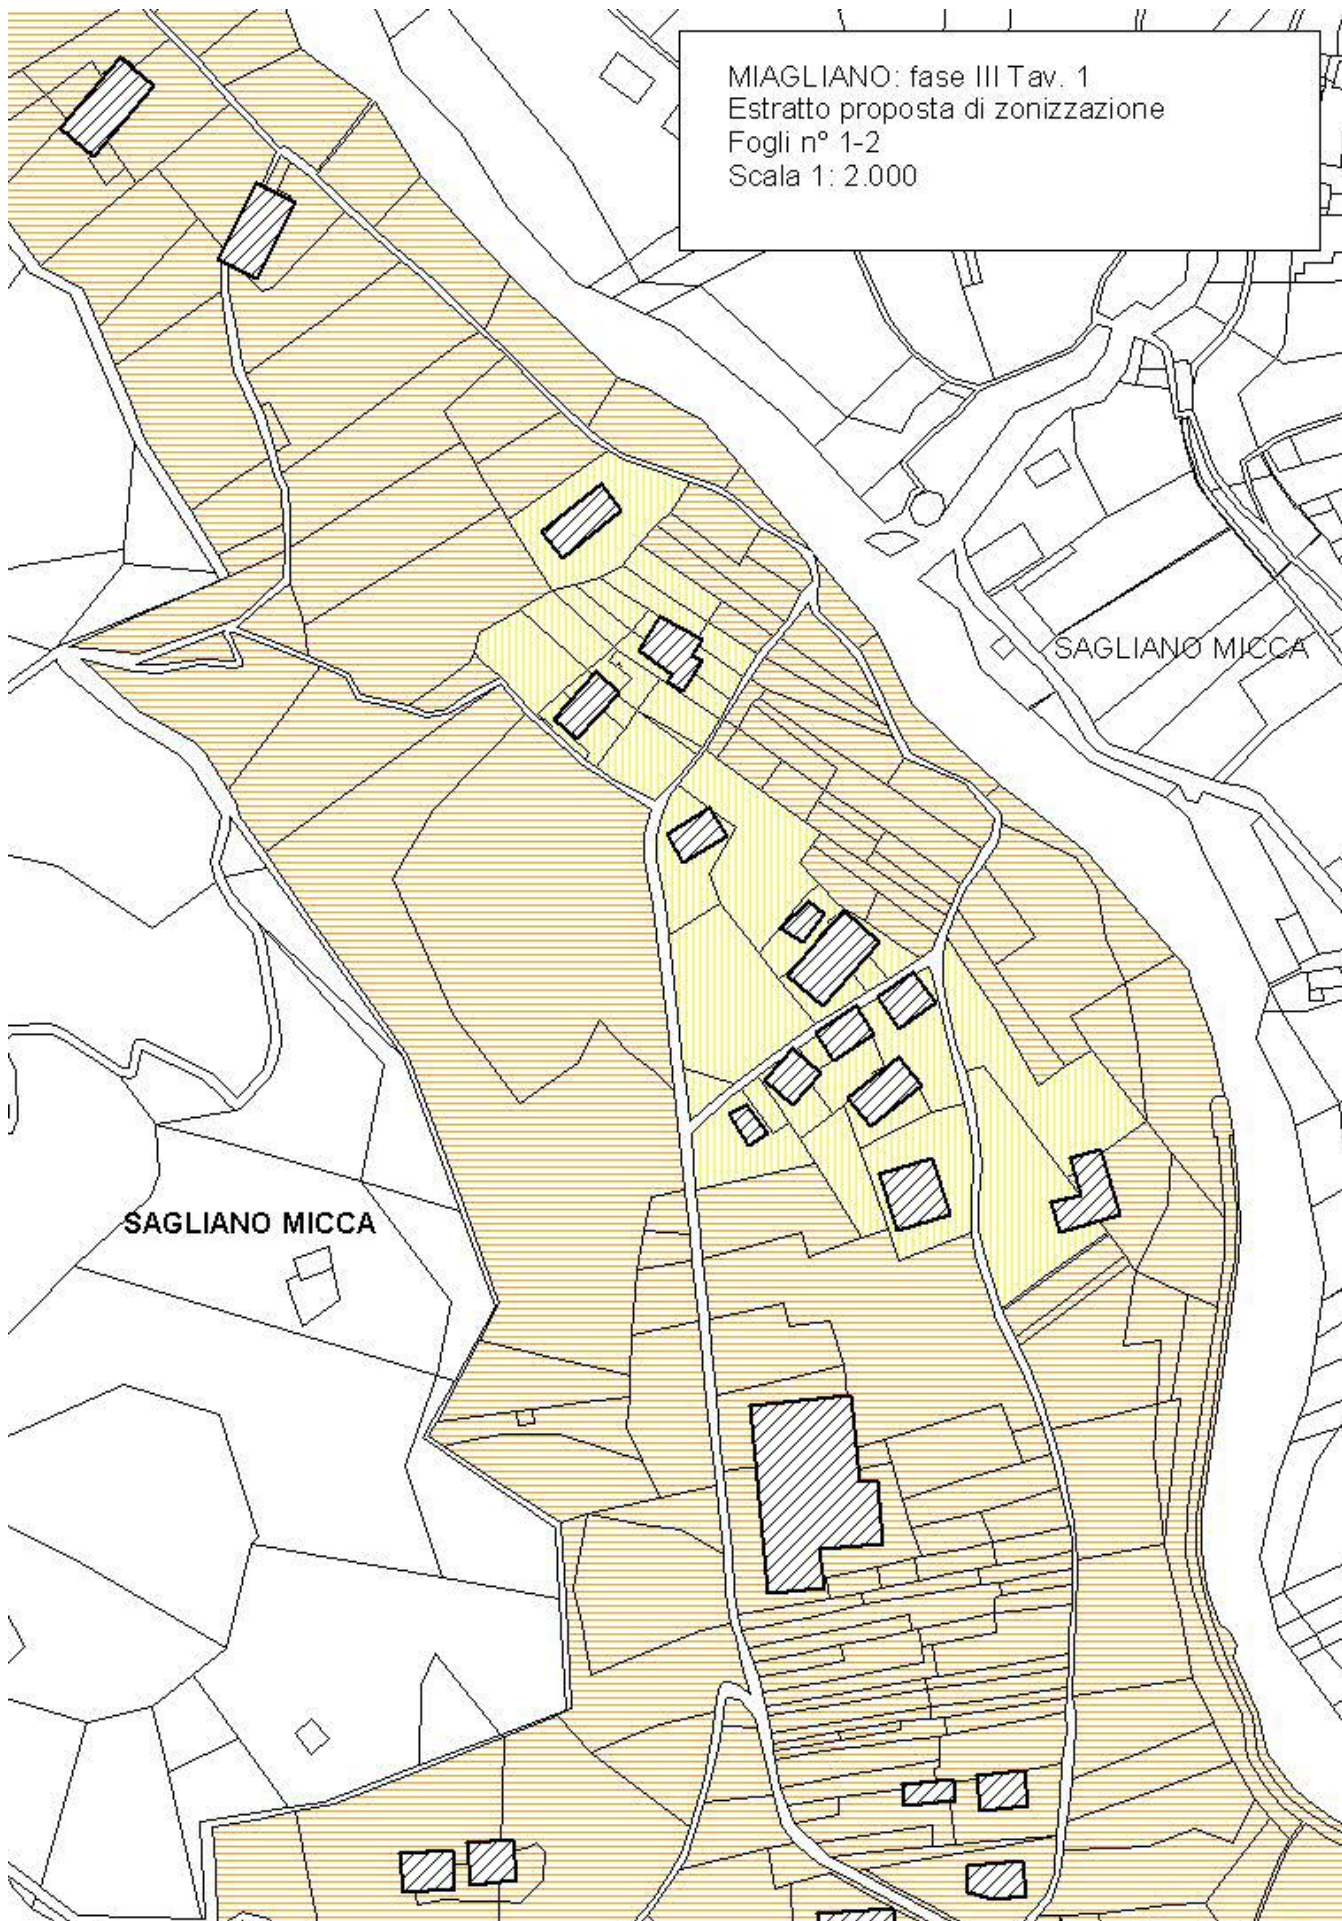 MIAGLIANO: fase III Tav. 1
Estratto proposta di zonizzazione
Fogli n° 1-2
Scala 1: 2.000
SAGLIANO MICCA
SAGLIANO MICCA